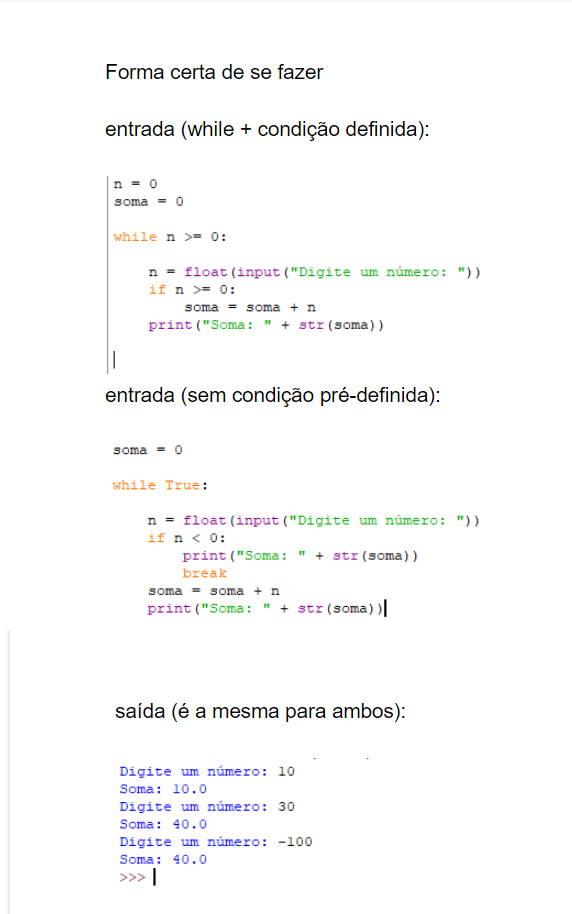 Forma certa de se fazer
entrada (while + condição definida):
n = 0
soma = 0
while n >= 0:
n = float(input("Digite um número: "))
if n >= 0:
soma = soma + n
print("Soma: " + str(soma))
entrada (sem condição pré-definida):
soma = 0
while True:
n = float(input("Digite um número: "))
if n < 0:
print("Soma: " + str(soma))
break
soma = soma + n
print("Soma: " + str(soma))
saída (é a mesma para ambos):
Digite um número: 10
Soma: 10.0
Digite um número: 30
Soma: 40.0
Digite um número: -100
Soma: 40.0
>>>